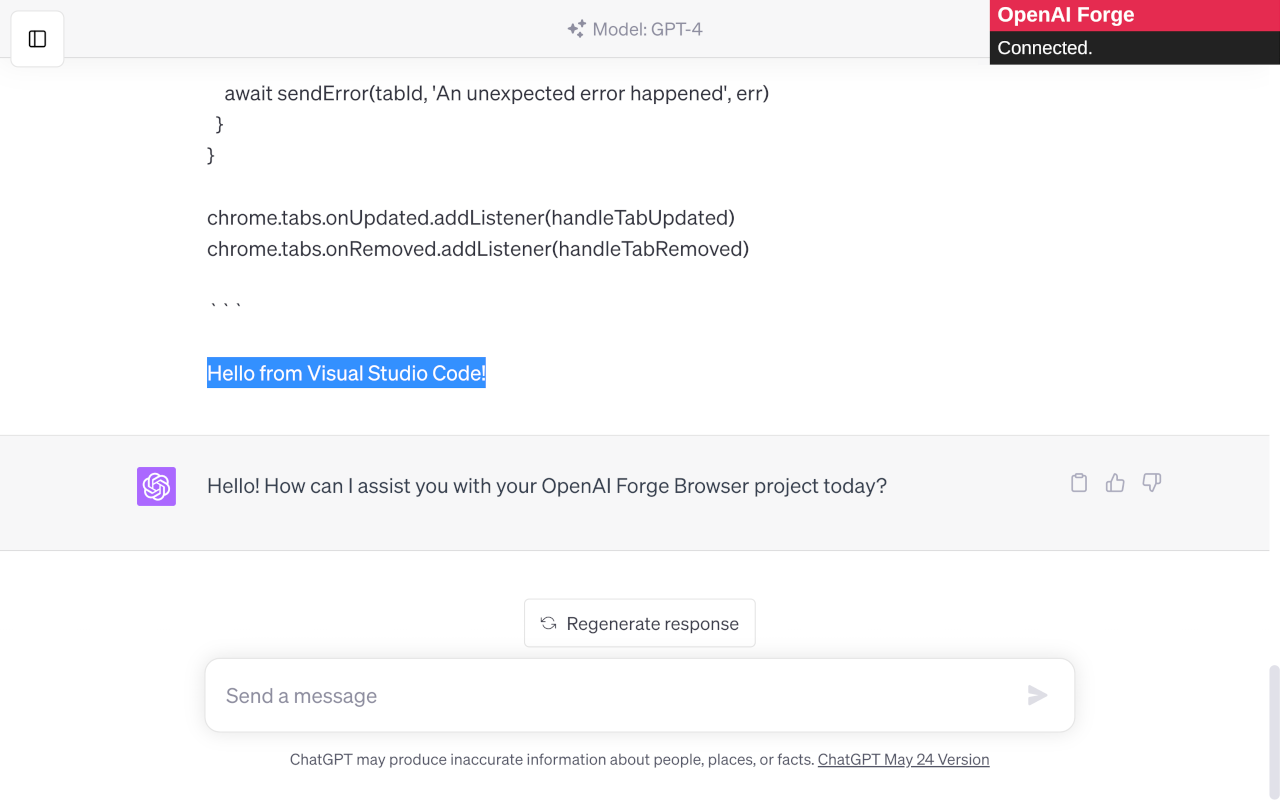 Model: GPT-4
OpenAI Forge
Connected.
await sendError(tabId, 'An unexpected error happened', err)
}
}
chrome.tabs.onUpdated.addListener(handleTabUpdated)
chrome.tabs.onRemoved.addListener(handleTabRemoved)
```
Hello from Visual Studio Code!
Hello! How can I assist you with your OpenAI Forge Browser project today?
Regenerate response
Send a message
ChatGPT may produce inaccurate information about people, places, or facts. ChatGPT May 24 Version